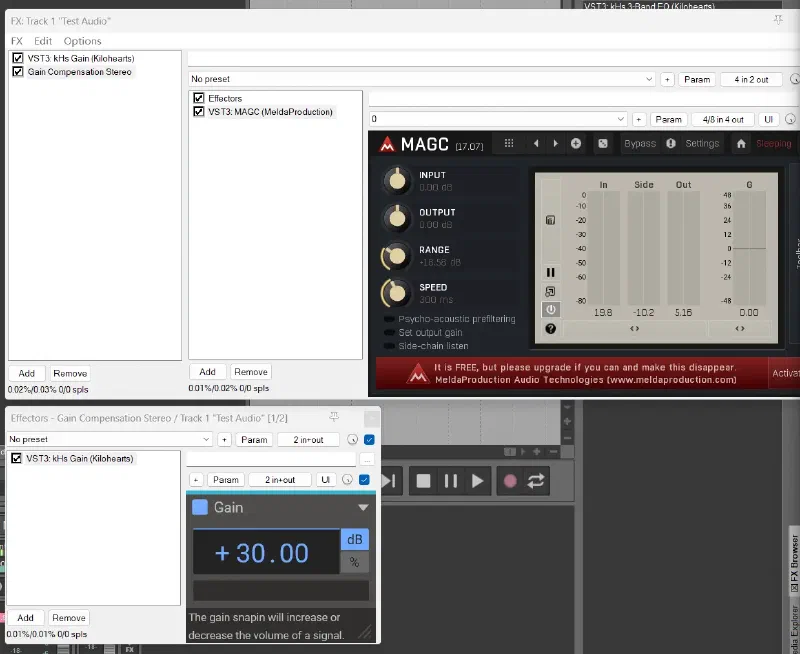 VST3: kHs 3-Band EQ (Kilohearts)
FX: Track 1 "Test Audio"
FX Edit Options
VST3: kHs Gain (Kilohearts)
Gain Compensation Stereo
No preset
+
Param
4 in 2 out
Effectors
VST3: MAGC (MeldaProduction)
0
+
Param
4/8 in 4 out
UI
MAGC (17.07)
Bypass
Settings
Sleeping
INPUT
0.00 dB
OUTPUT
0.00 dB
RANGE
SPEED
300 ms
Psycho-acoustic prefiltering
Set output gain
Side-chain listen
In Side Out G
0
-10
-20
-30
-40
-50
-60
-80
48
36
24
12
0
-12
-24
-48
19.8 -10.2 5.16 0.00
It is FREE, but please upgrade if you can and make this disappear.
MeldaProduction Audio Technologies (www.meldaproduction.com)
Activat
Toolbar
Add Remove
0.02%/0.03% 0/0 spls
Add Remove
0.01%/0.02% 0/0 spls
Effectors - Gain Compensation Stereo / Track 1 "Test Audio" [1/2]
No preset
+
Param
2 in+out
VST3: kHs Gain (Kilohearts)
...
+
Param
2 in+out
UI
Gain
+30.00
dB
%
The gain snapin will increase or
decrease the volume of a signal.
Add Remove
0.01%/0.01% 0/0 spls
FX Browser
dia Explorer
-18-
FX